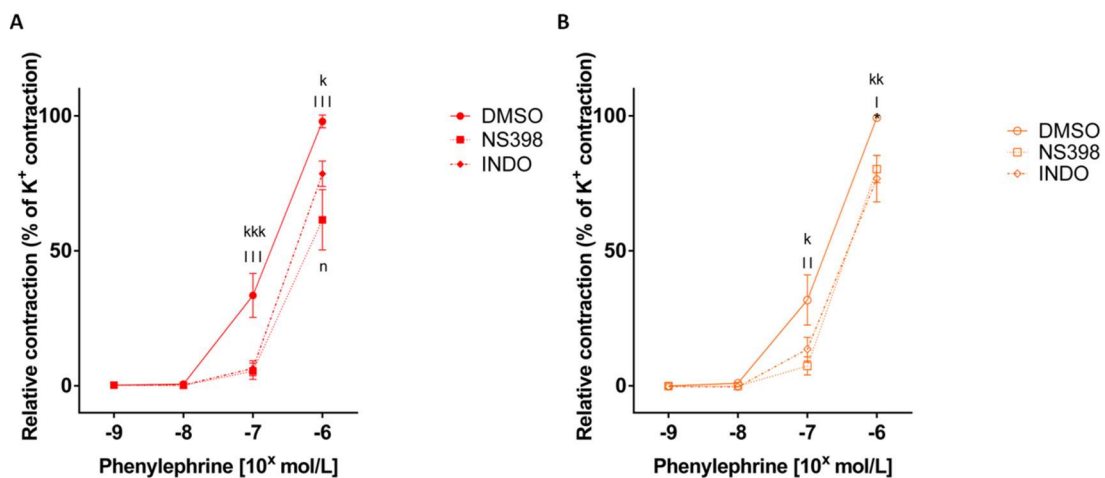 A
Relative contraction (% of K⁺ contraction)
100
50
0
-9 -8 -7 -6
Phenylephrine [10ˣ mol/L]
kkk
|||
k
|||
n
DMSO
NS398
INDO
B
Relative contraction (% of K⁺ contraction)
100
50
0
-9 -8 -7 -6
Phenylephrine [10ˣ mol/L]
k
||
kk
|
*
DMSO
NS398
INDO